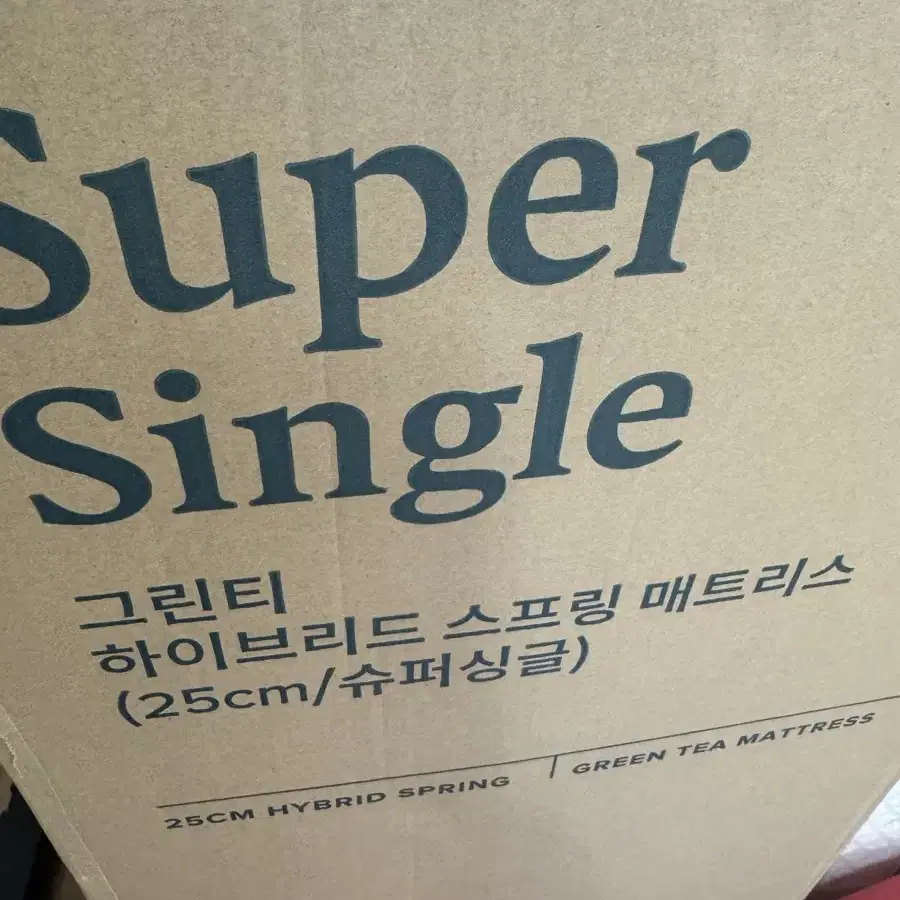 Super
Single
그린티
하이브리드 스프링 매트리스
(25cm/슈퍼싱글)
25CM HYBRID SPRING | GREEN TEA MATTRESS